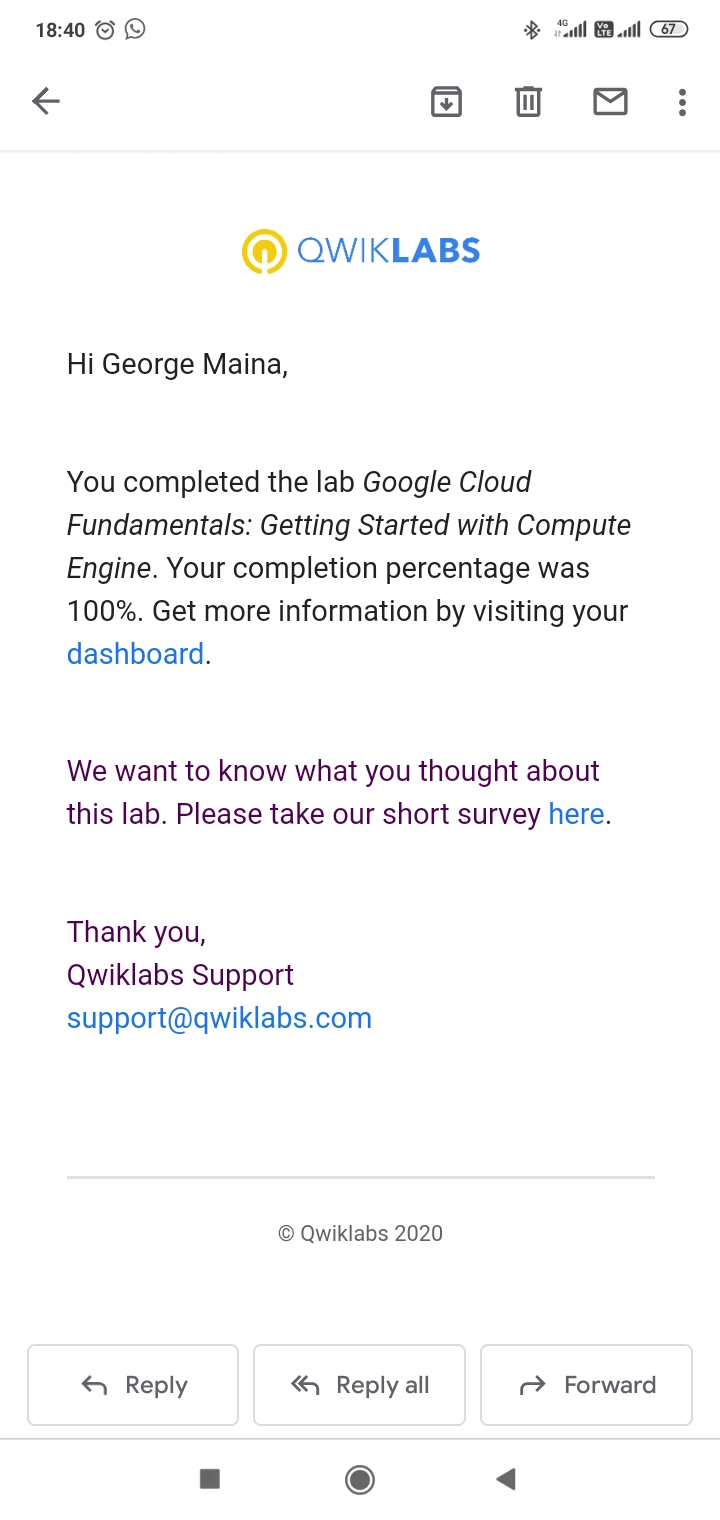 18:40 4G Vo LTE 67
QWIKLABS
Hi George Maina,
You completed the lab Google Cloud
Fundamentals: Getting Started with Compute
Engine. Your completion percentage was
100%. Get more information by visiting your
dashboard.
We want to know what you thought about
this lab. Please take our short survey here.
Thank you,
Qwiklabs Support
support@qwiklabs.com
© Qwiklabs 2020
Reply Reply all Forward